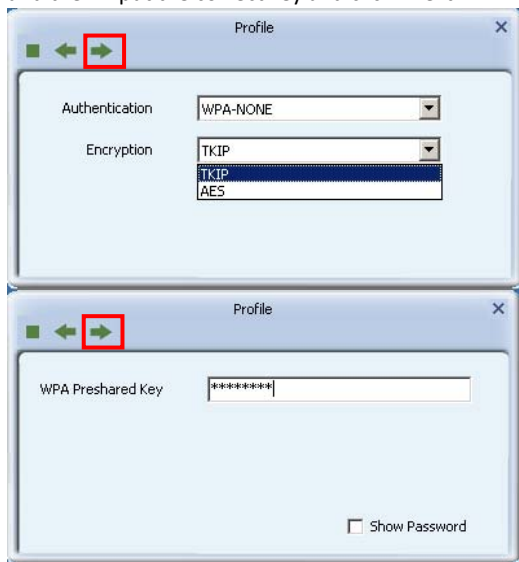 Profile
Authentication WPA-NONE
Encryption TKIP
TKIP
AES
Profile
WPA Preshared Key ********
Show Password